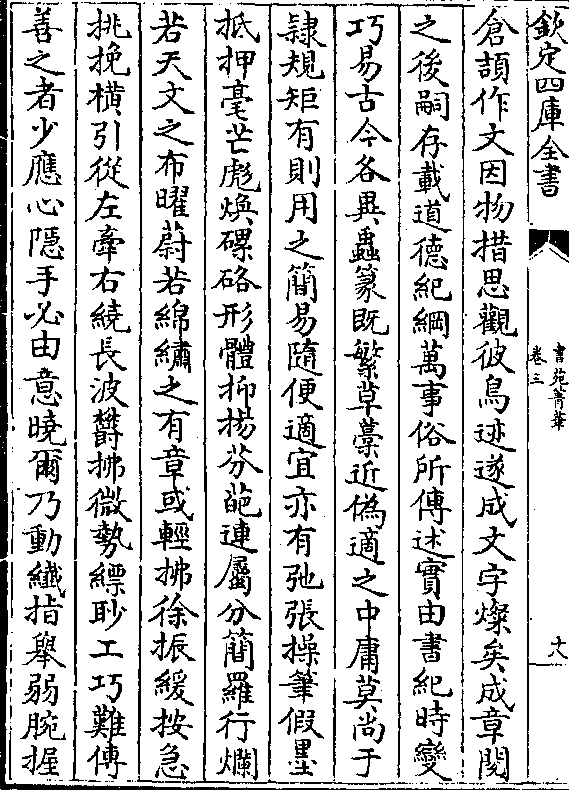 欽定四庫全書
書苑菁華
卷三
十八
倉頡作文因物措思觀彼鳥迹遂成文字燦矣成章閱
之後嗣存載道德紀綱萬事俗所傳述實由書紀時變
巧易古今各異蟲篆既繁草藁近偽適之中庸莫尚于
隷規矩有則用之簡易隨便適宜亦有弛張操筆假墨
抵押毫芒彪煥磥硌形體抑揚芬葩連屬分簡羅行爛
若天文之布曜蔚若綿繡之有章或輕拂徐振緩按急
挑挽橫引從左牽右繞長波欝拂微勢縹眇工巧難傳
善之者少應心隱手必由意曉爾乃動纖指舉弱腕握